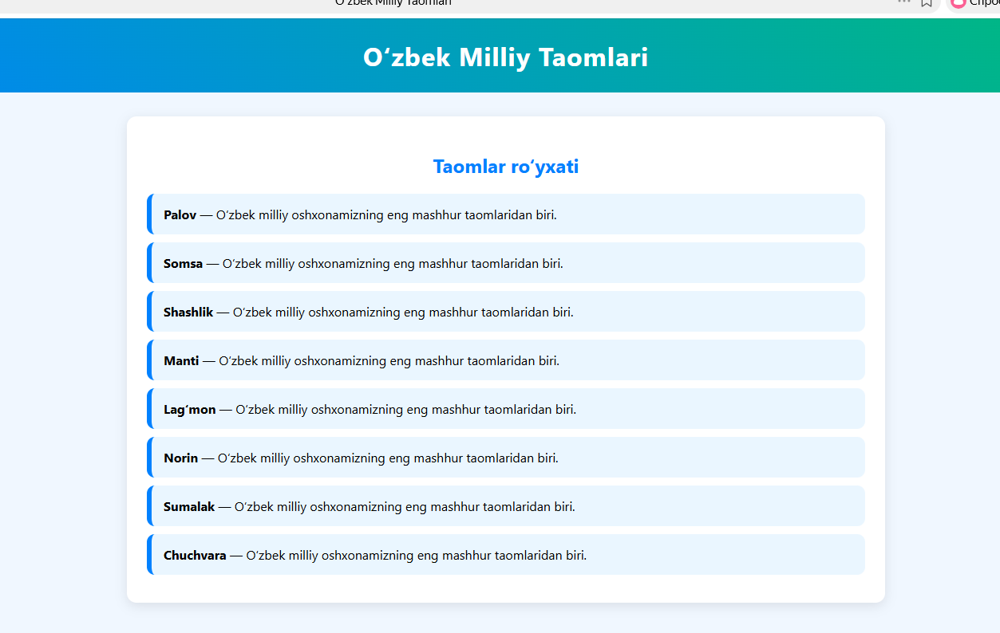 O‘zbek Milliy Taomlari
O‘zbek Milliy Taomlari
Taomlar ro‘yxati
Palov — O‘zbek milliy oshxonamizning eng mashhur taomlaridan biri.
Somsa — O‘zbek milliy oshxonamizning eng mashhur taomlaridan biri.
Shashlik — O‘zbek milliy oshxonamizning eng mashhur taomlaridan biri.
Manti — O‘zbek milliy oshxonamizning eng mashhur taomlaridan biri.
Lag‘mon — O‘zbek milliy oshxonamizning eng mashhur taomlaridan biri.
Norin — O‘zbek milliy oshxonamizning eng mashhur taomlaridan biri.
Sumalak — O‘zbek milliy oshxonamizning eng mashhur taomlaridan biri.
Chuchvara — O‘zbek milliy oshxonamizning eng mashhur taomlaridan biri.